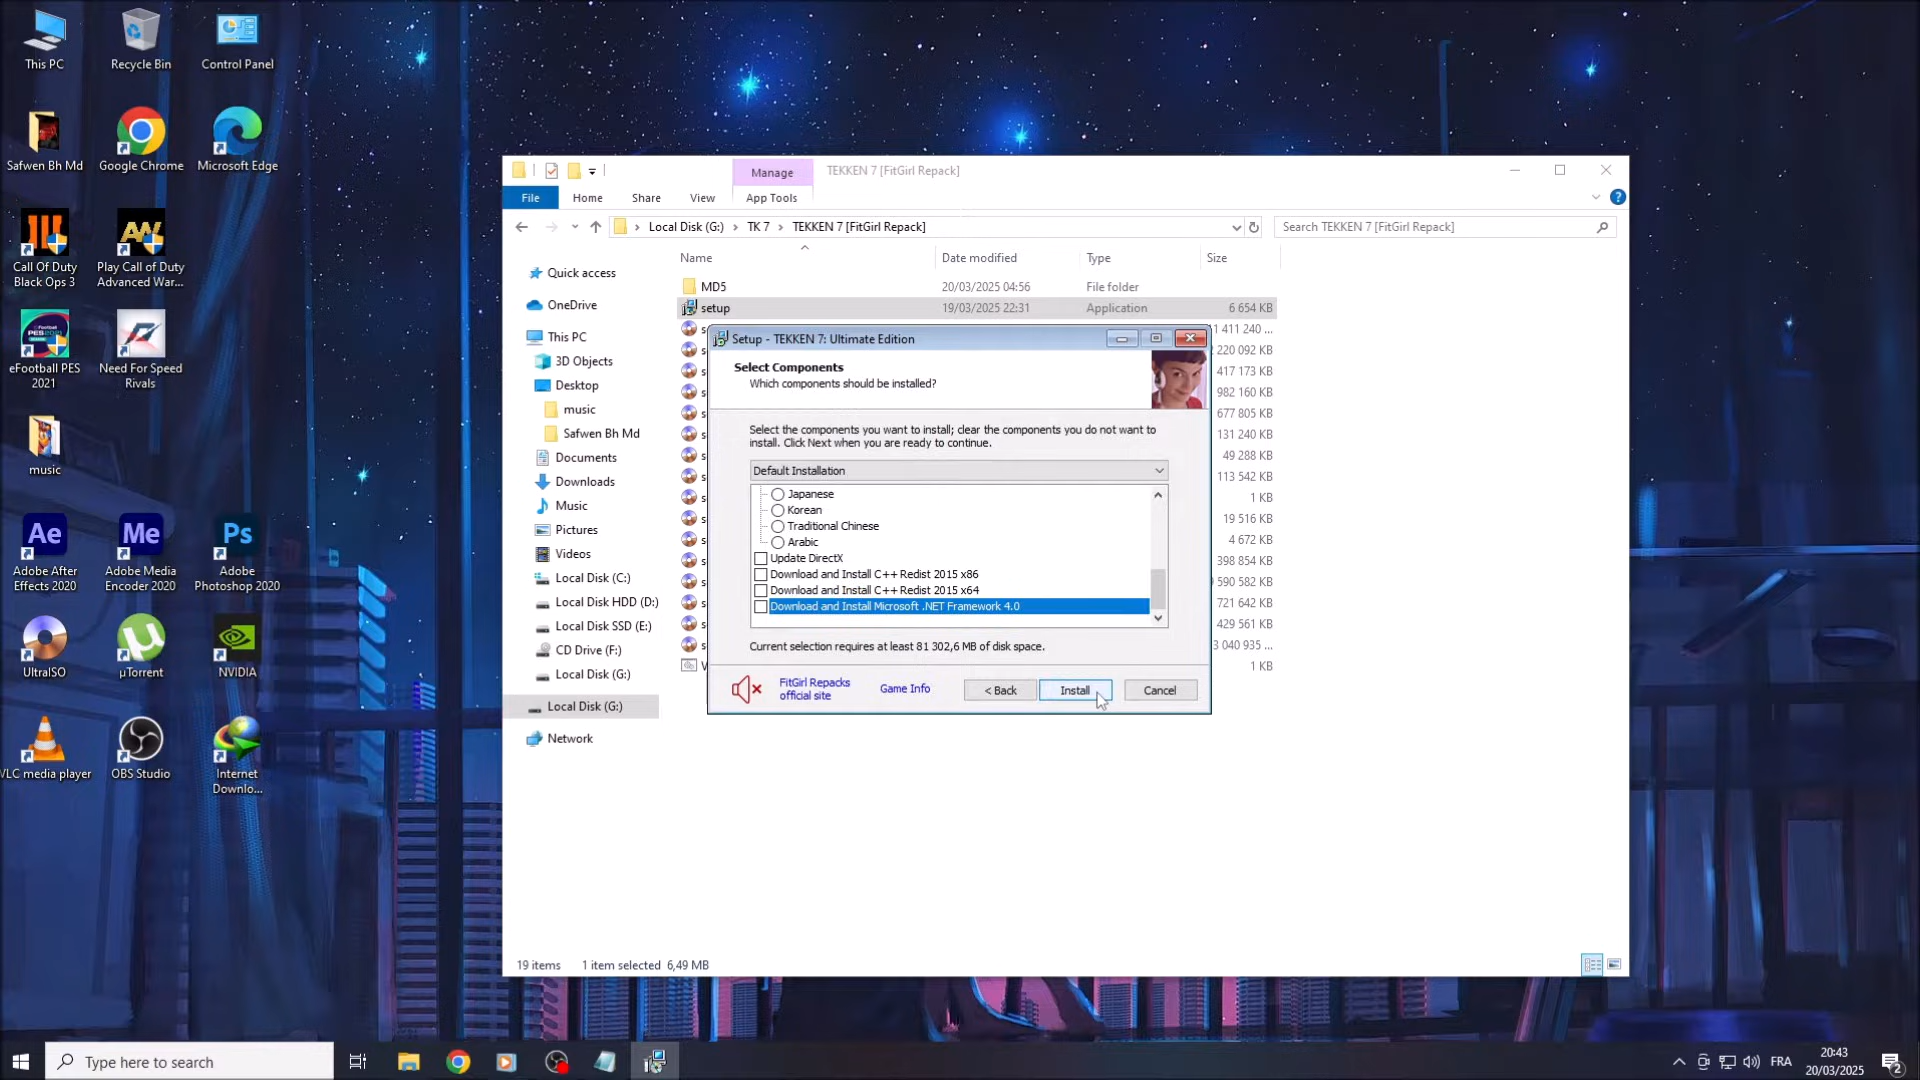 This PC
Recycle Bin
Control Panel
Safwen Bh Md
Google Chrome
Microsoft Edge
Call Of Duty
Black Ops 3
Play Call of Duty
Advanced War...
eFootball PES
2021
Need For Speed
Rivals
music
Ae
Me
Ps
Adobe After
Effects 2020
Adobe Media
Encoder 2020
Adobe
Photoshop 2020
UltraISO
µTorrent
NVIDIA
VLC media player
OBS Studio
Internet
Downlo...
Manage
TEKKEN 7 [FitGirl Repack]
File
Home
Share
View
App Tools
Local Disk (G:)
TK 7
TEKKEN 7 [FitGirl Repack]
Search TEKKEN 7 [FitGirl Repack]
Name
Date modified
Type
Size
Quick access
OneDrive
This PC
3D Objects
Desktop
music
Safwen Bh Md
Documents
Downloads
Music
Pictures
Videos
Local Disk (C:)
Local Disk HDD (D:)
Local Disk SSD (E:)
CD Drive (F:)
Local Disk (G:)
Local Disk (G:)
Network
MD5
20/03/2025 04:56
File folder
setup
19/03/2025 22:31
Application
6 654 KB
1 411 240 ...
220 092 KB
417 173 KB
982 160 KB
677 805 KB
131 240 KB
49 288 KB
113 542 KB
1 KB
19 516 KB
4 672 KB
398 854 KB
590 582 KB
721 642 KB
429 561 KB
3 040 935 ...
1 KB
Setup - TEKKEN 7: Ultimate Edition
Select Components
Which components should be installed?
Select the components you want to install; clear the components you do not want to
install. Click Next when you are ready to continue.
Default Installation
Japanese
Korean
Traditional Chinese
Arabic
Update DirectX
Download and Install C++ Redist 2015 x86
Download and Install C++ Redist 2015 x64
Download and Install Microsoft .NET Framework 4.0
Current selection requires at least 81 302,6 MB of disk space.
FitGirl Repacks
official site
Game Info
< Back
Install
Cancel
19 items
1 item selected 6,49 MB
Type here to search
FRA
20:43
20/03/2025
2